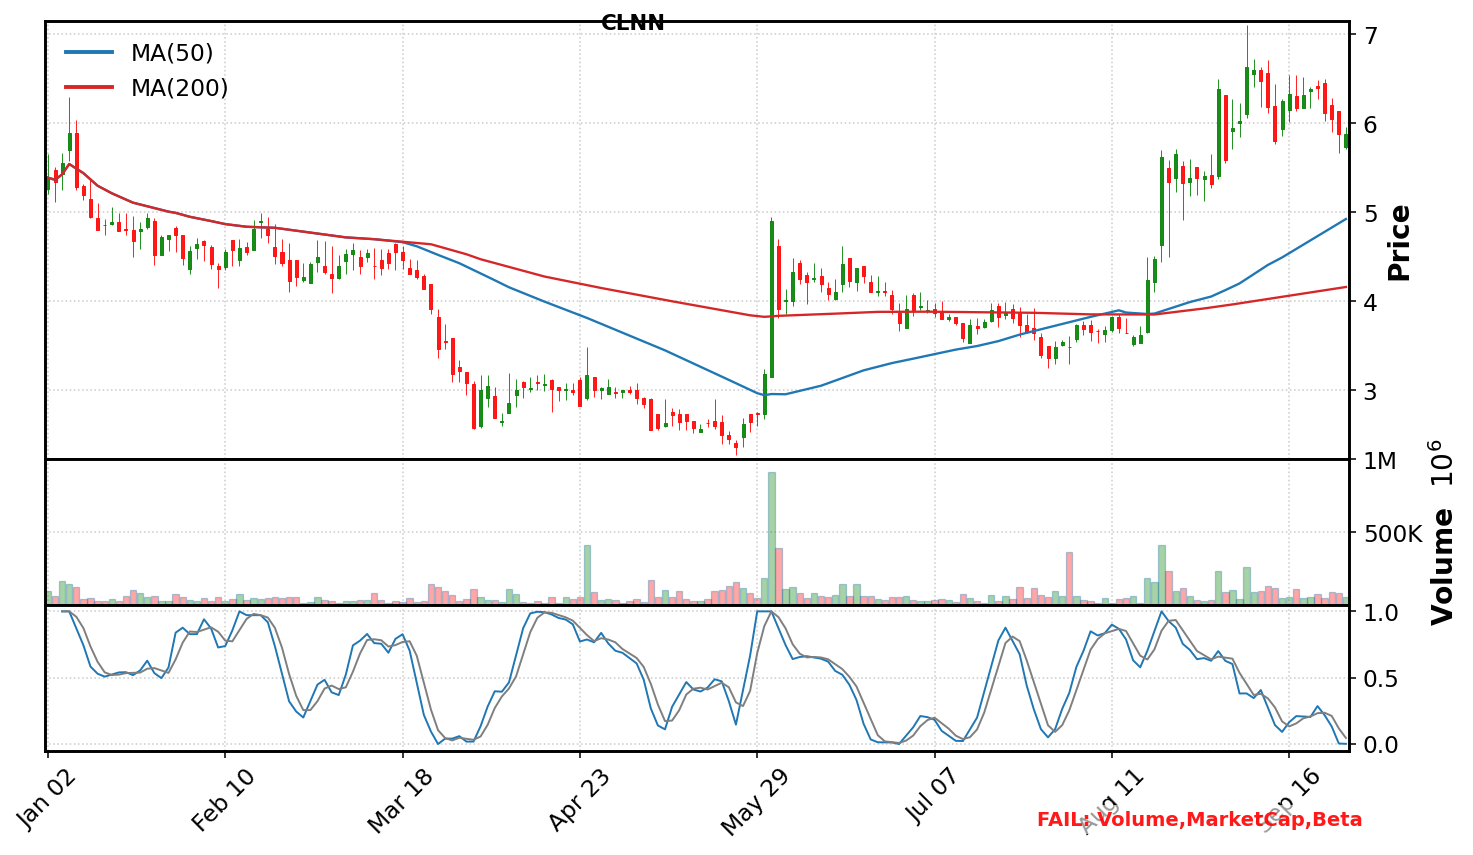 CLNN
MA(50)
MA(200)
7
6
5
4
3
Price
1M
500K
Volume 10^6
1.0
0.5
0.0
Jan 02
Feb 10
Mar 18
Apr 23
May 29
Jul 07
Aug 11
Sep 16
FAIL: Volume,MarketCap,Beta